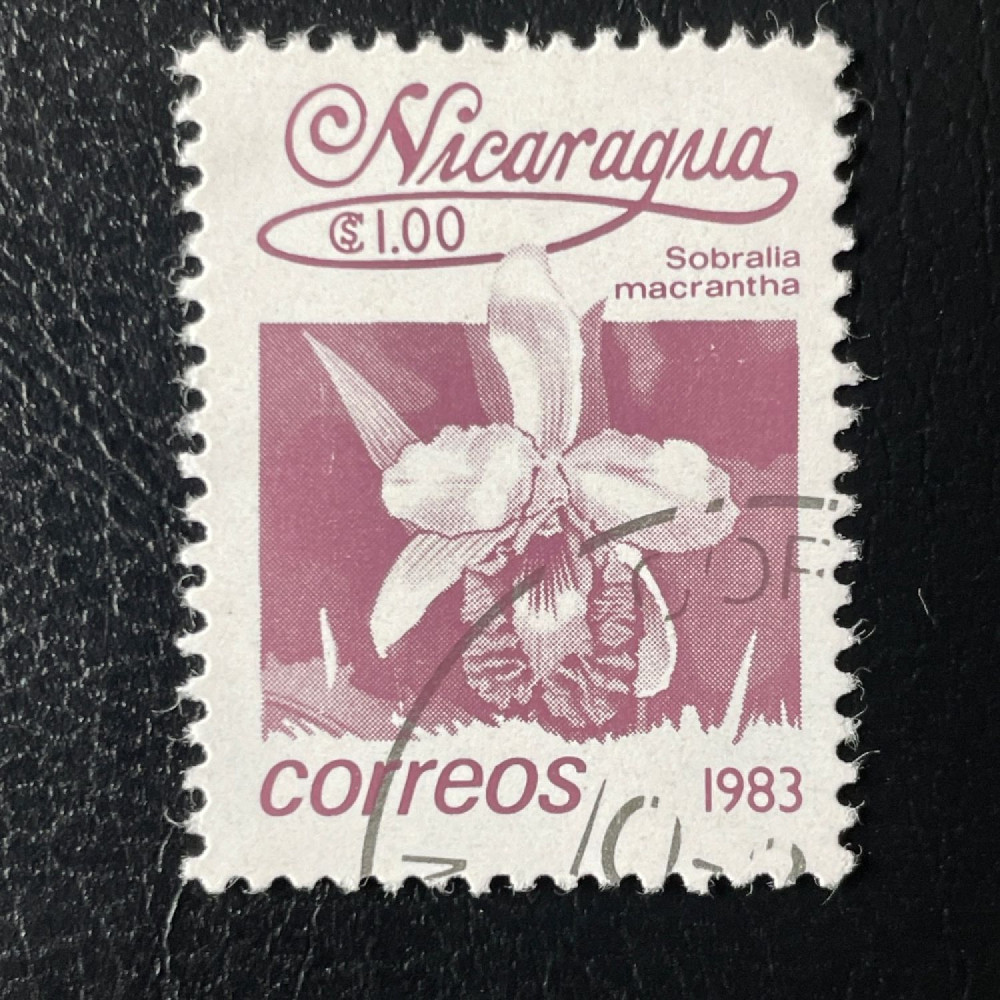 Nicaragua
C$ 1.00
Sobralia
macrantha
correos 1983